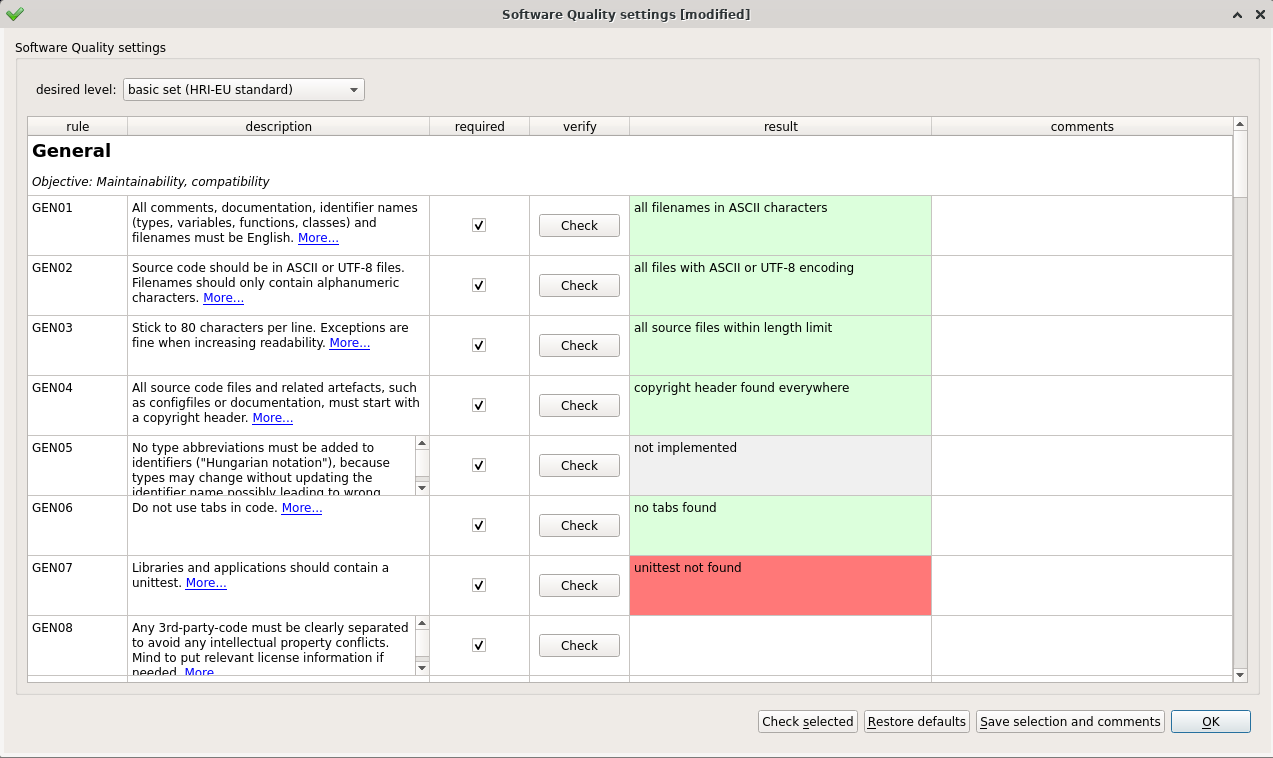 Software Quality settings [modified]
Software Quality settings
desired level: basic set (HRI-EU standard)
rule description required verify result comments
General
Objective: Maintainability, compatibility
GEN01
All comments, documentation, identifier names
(types, variables, functions, classes) and
filenames must be English. More...
Check
all filenames in ASCII characters
GEN02
Source code should be in ASCII or UTF-8 files.
Filenames should only contain alphanumeric
characters. More...
Check
all files with ASCII or UTF-8 encoding
GEN03
Stick to 80 characters per line. Exceptions are
fine when increasing readability. More...
Check
all source files within length limit
GEN04
All source code files and related artefacts, such
as configfiles or documentation, must start with
a copyright header. More...
Check
copyright header found everywhere
GEN05
No type abbreviations must be added to
identifiers ("Hungarian notation"), because
types may change without updating the
identifier name possibly leading to wrong
Check
not implemented
GEN06
Do not use tabs in code. More...
Check
no tabs found
GEN07
Libraries and applications should contain a
unittest. More...
Check
unittest not found
GEN08
Any 3rd-party-code must be clearly separated
to avoid any intellectual property conflicts.
Mind to put relevant license information if
needed. More
Check
Check selected Restore defaults Save selection and comments OK